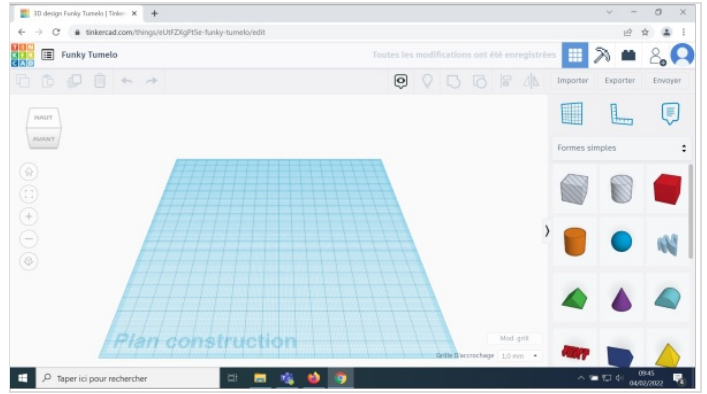 3D design Funky Tumelo | Tinker
tinkercad.com/things/eUtFZXgPtSe-funky-tumelo/edit
TIN
KER
CAD
Funky Tumelo
Toutes les modifications ont été enregistrées
Importer
Exporter
Envoyer
HAUT
AVANT
Formes simples
Plan construction
Mod. grill
Grille D'accrochage
1,0 mm
Taper ici pour rechercher
09:45
04/02/2022